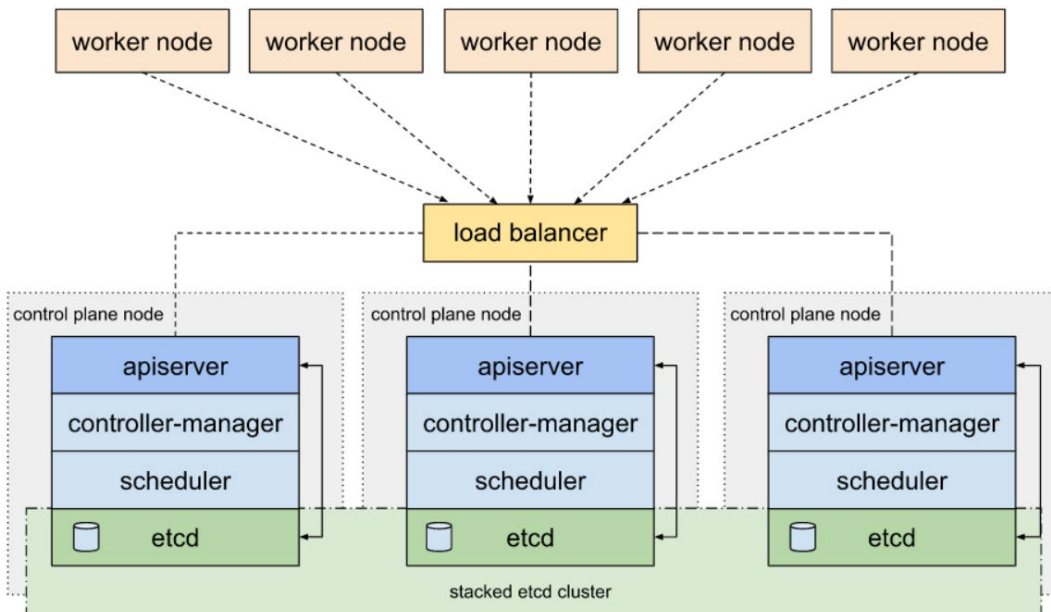 worker node
worker node
worker node
worker node
worker node
load balancer
control plane node
control plane node
control plane node
apiserver
apiserver
apiserver
controller-manager
controller-manager
controller-manager
scheduler
scheduler
scheduler
etcd
etcd
etcd
stacked etcd cluster